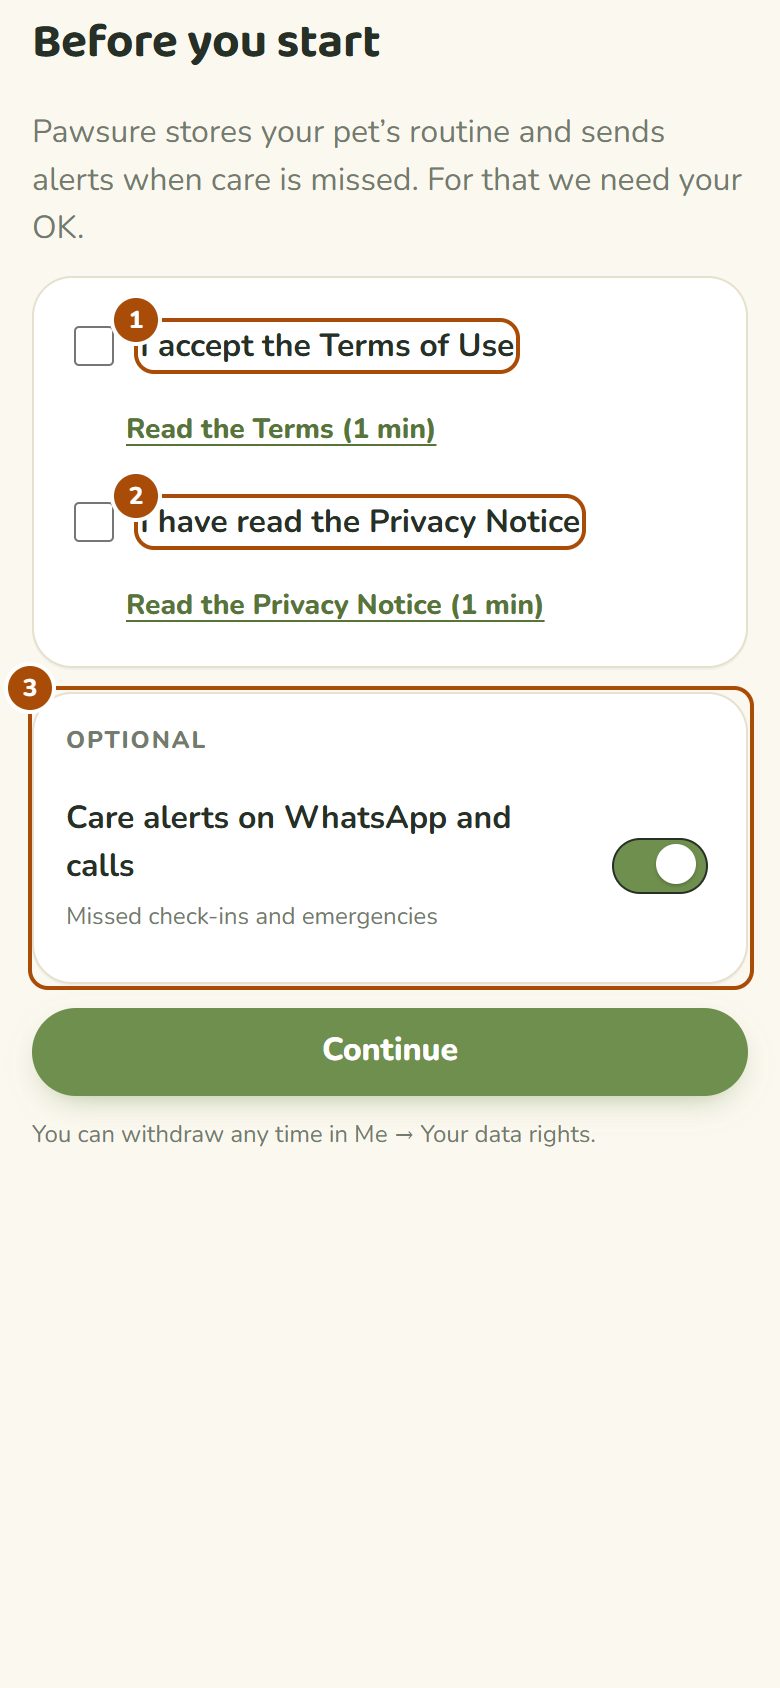 Before you start
Pawsure stores your pet’s routine and sends
alerts when care is missed. For that we need your
OK.
1
I accept the Terms of Use
Read the Terms (1 min)
2
I have read the Privacy Notice
Read the Privacy Notice (1 min)
3
OPTIONAL
Care alerts on WhatsApp and
calls
Missed check-ins and emergencies
Continue
You can withdraw any time in Me → Your data rights.